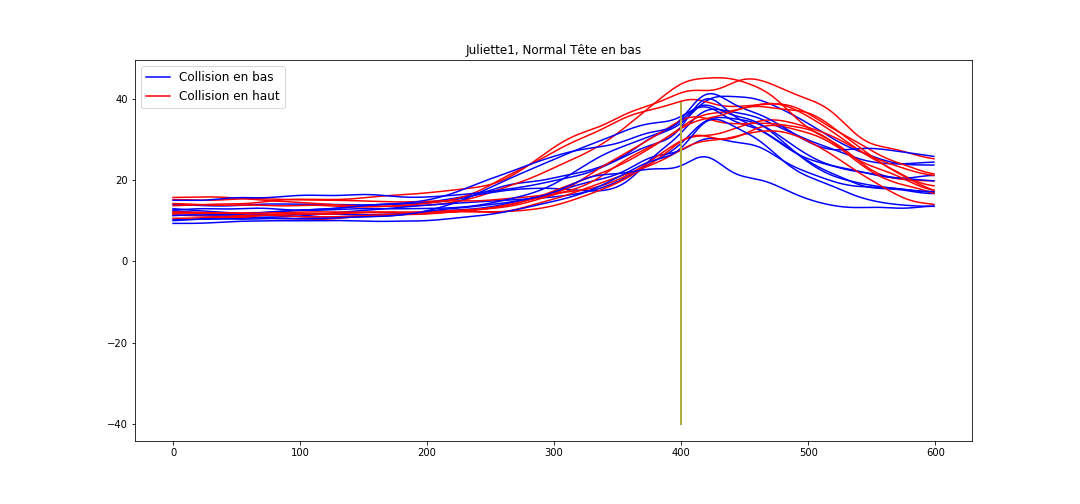 Juliette1, Normal Tête en bas
Collision en bas
Collision en haut
40
20
0
−20
−40
0 100 200 300 400 500 600